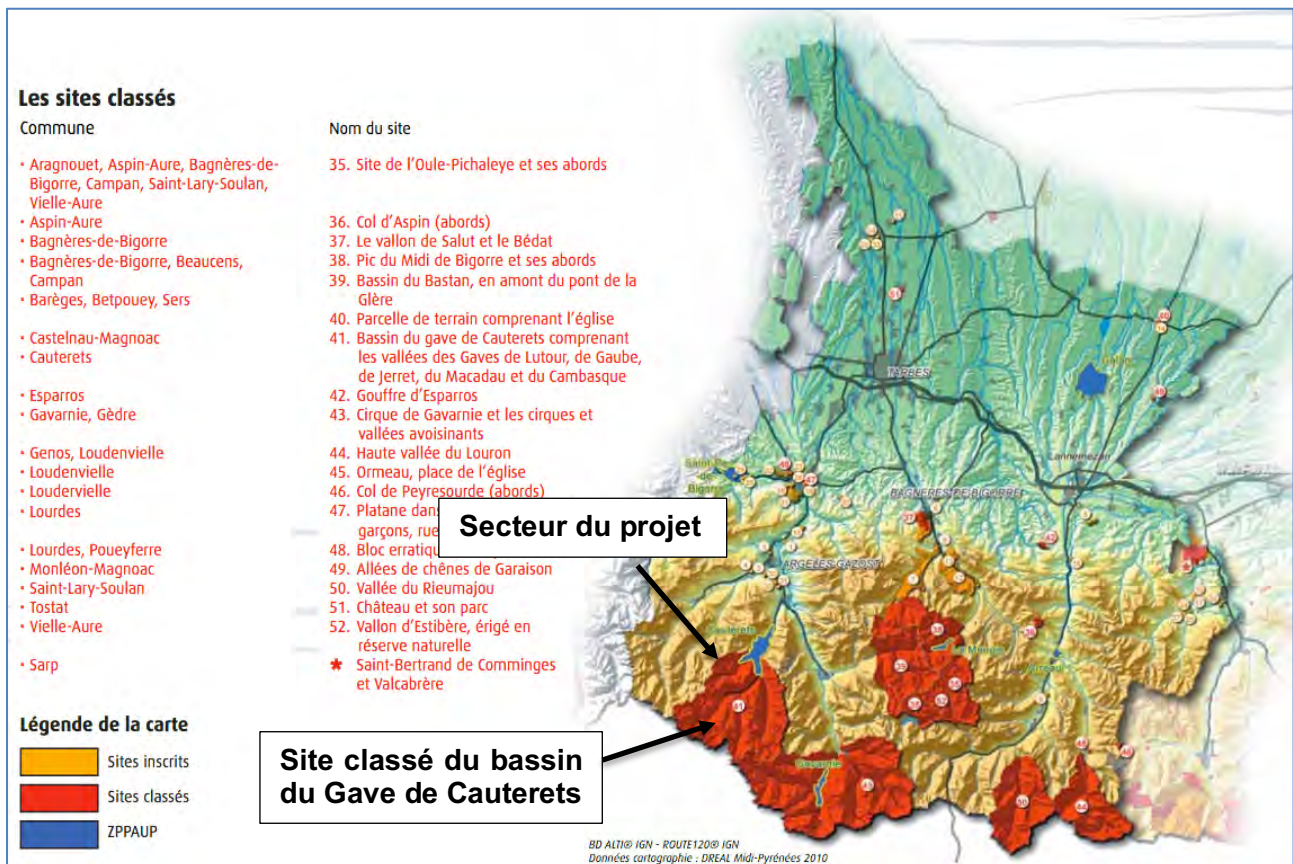 Les sites classés
Commune
Nom du site
· Aragnouet, Aspin-Aure, Bagnères-de-
Bigorre, Campan, Saint-Lary-Soulan,
Vielle-Aure
35. Site de l'Oule-Pichaleye et ses abords
· Aspin-Aure
36. Col d'Aspin (abords)
· Bagnères-de-Bigorre
37. Le vallon de Salut et le Bédat
· Bagnères-de-Bigorre, Beaucens,
Campan
38. Pic du Midi de Bigorre et ses abords
· Barèges, Betpouey, Sers
39. Bassin du Bastan, en amont du pont de la
Glère
· Castelnau-Magnoac
40. Parcelle de terrain comprenant l'église
· Cauterets
41. Bassin du gave de Cauterets comprenant
les vallées des Gaves de Lutour, de Gaube,
de Jerret, du Macadau et du Cambasque
· Esparros
42. Gouffre d'Esparros
· Gavarnie, Gèdre
43. Cirque de Gavarnie et les cirques et
vallées avoisinants
· Genos, Loudenvielle
44. Haute vallée du Louron
· Loudenvielle
45. Ormeau, place de l'église
· Loudervielle
46. Col de Peyresourde (abords)
· Lourdes
47. Platane dans
garçons, rue
· Lourdes, Poueyferre
48. Bloc erratique
· Monléon-Magnoac
49. Allées de chênes de Garaison
· Saint-Lary-Soulan
50. Vallée du Rieumajou
· Tostat
51. Château et son parc
· Vielle-Aure
52. Vallon d'Estibère, érigé en
réserve naturelle
· Sarp
* Saint-Bertrand de Comminges
et Valcabrère
Légende de la carte
Sites inscrits
Sites classés
ZPPAUP
Secteur du projet
Site classé du bassin
du Gave de Cauterets
TARBES
Galan
Lannemezan
Saint-Pé-
de-
Bigorre
BAGNERES-DE-BIGORRE
ARGELES-GAZOST
Cauterets
Gavarnie
BD ALTI® IGN - ROUTE120® IGN
Données cartographie : DREAL Midi-Pyrénées 2010